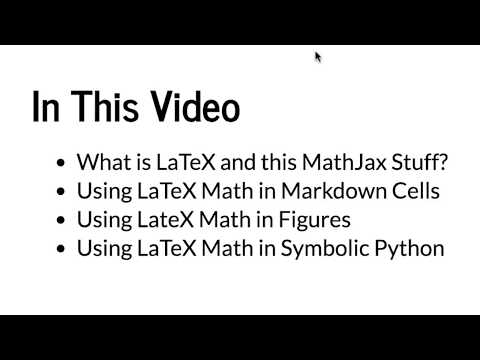 In This Video
• What is LaTeX and this MathJax Stuff?
• Using LaTeX Math in Markdown Cells
• Using LateX Math in Figures
• Using LaTeX Math in Symbolic Python